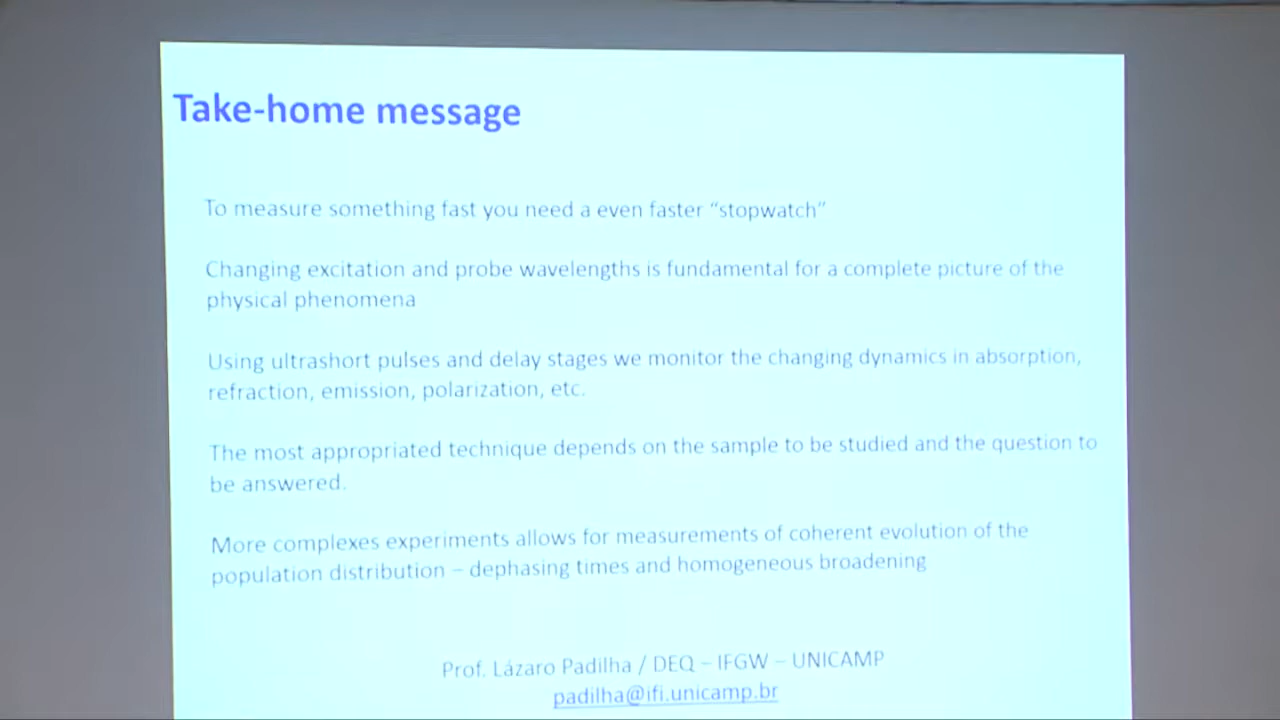 Take-home message
To measure something fast you need a even faster “stopwatch”
Changing excitation and probe wavelengths is fundamental for a complete picture of the
physical phenomena
Using ultrashort pulses and delay stages we monitor the changing dynamics in absorption,
refraction, emission, polarization, etc.
The most appropriated technique depends on the sample to be studied and the question to
be answered.
More complexes experiments allows for measurements of coherent evolution of the
population distribution – dephasing times and homogeneous broadening
Prof. Lázaro Padilha / DEQ – IFGW – UNICAMP
padilha@ifi.unicamp.br